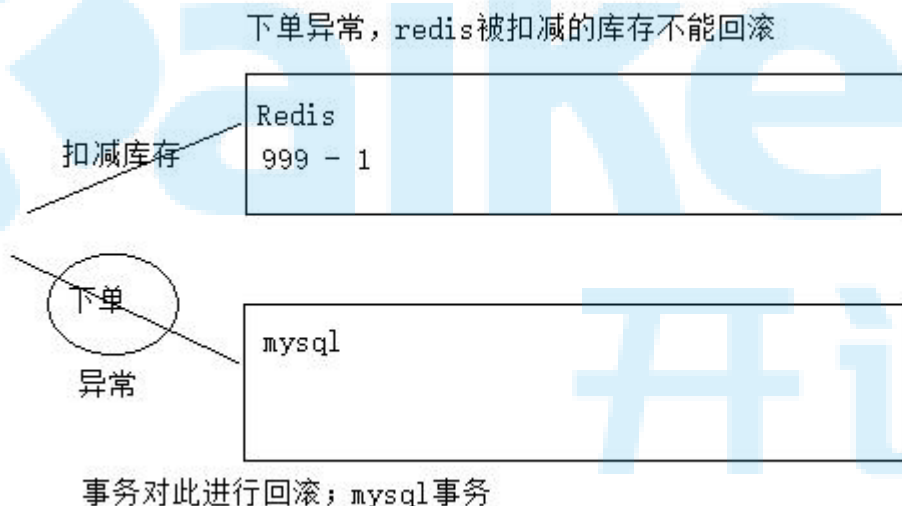 下单异常，redis被扣减的库存不能回滚
Redis
扣减库存
999 - 1
下单
mysql
异常
事务对此进行回滚；mysql事务